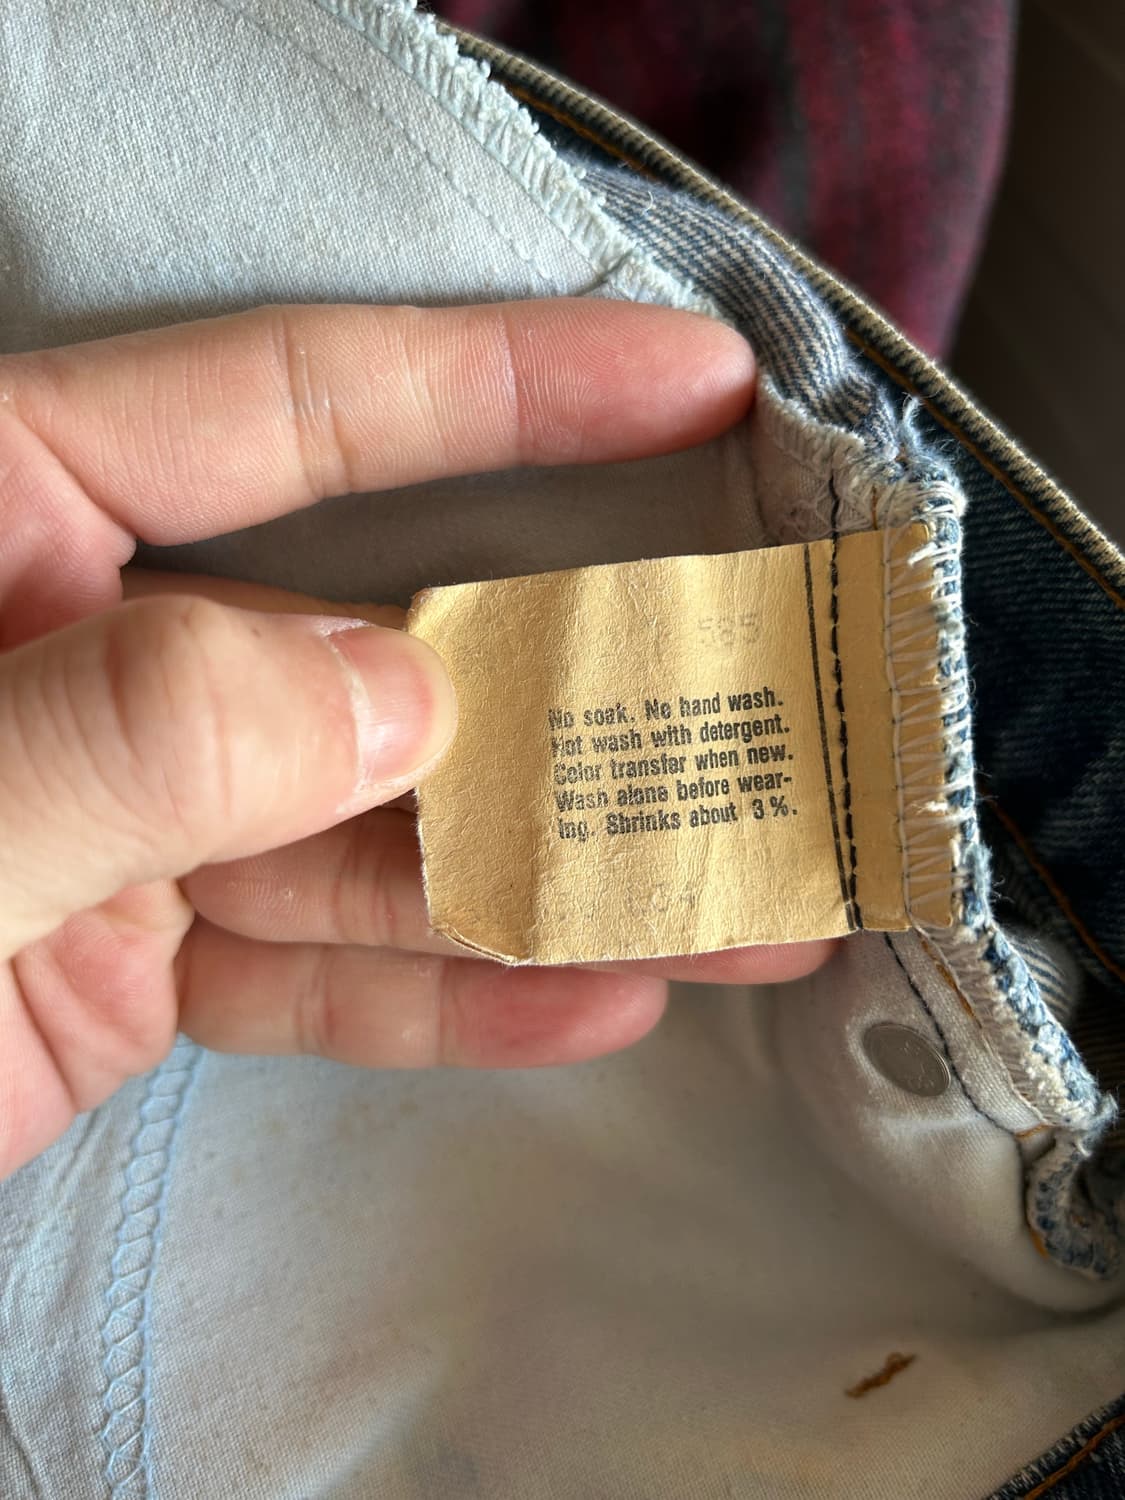 No soak. No hand wash.
Hot wash with detergent.
Color transfer when new.
Wash alone before wear-
ing. Shrinks about 3%.